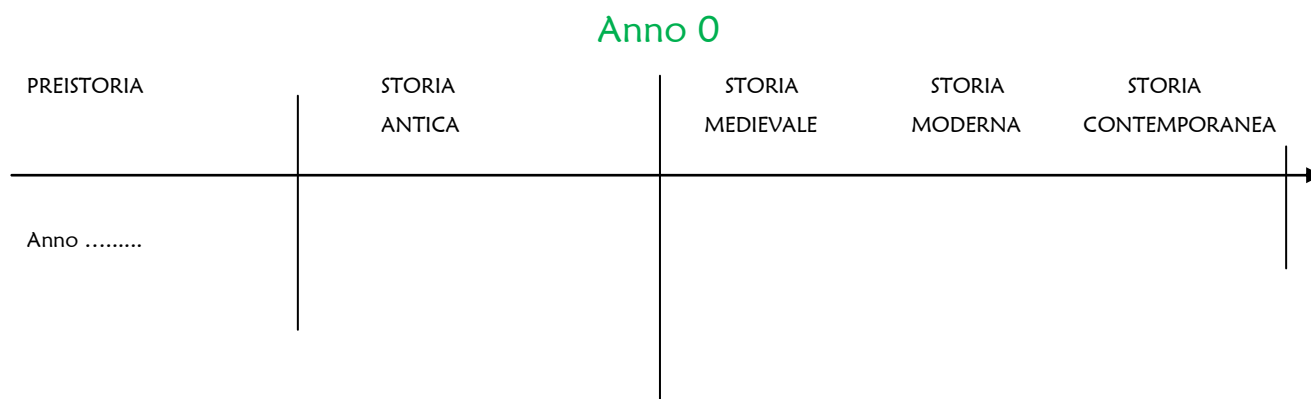 Anno 0
PREISTORIA STORIA STORIA STORIA STORIA
ANTICA MEDIEVALE MODERNA CONTEMPORANEA
Anno .........